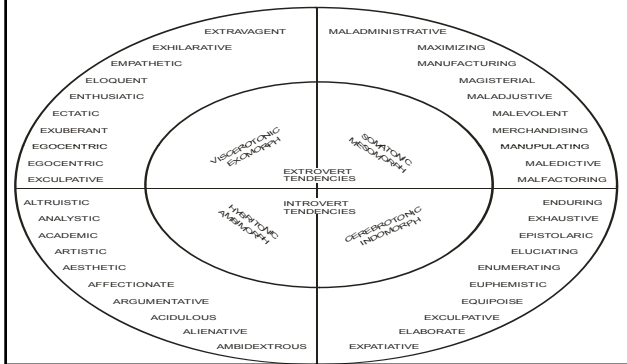 EXTRAVAGENT
EXHILARATIVE
EMPATHETIC
ELOQUENT
ENTHUSIATIC
ECTATIC
EXUBERANT
EGOCENTRIC
EGOCENTRIC
EXCULPATIVE
MALADMINISTRATIVE
MAXIMIZING
MANUFACTURING
MAGISTERIAL
MALADJUSTIVE
MALEVOLENT
MERCHANDISING
MANUPULATING
MALEDICTIVE
MALFACTORING
VISCEROTONIC
EXOMORPH
SOMATONIC
MESOMORPH
EXTROVERT
TENDENCIES
INTROVERT
TENDENCIES
HYBRITONIC
AMBIMORPH
CEREBROTONIC
INDOMORPH
ALTRUISTIC
ANALYSTIC
ACADEMIC
ARTISTIC
AESTHETIC
AFFECTIONATE
ARGUMENTATIVE
ACIDULOUS
ALIENATIVE
AMBIDEXTROUS
ENDURING
EXHAUSTIVE
EPISTOLARIC
ELUCIATING
ENUMERATING
EUPHEMISTIC
EQUIPOISE
EXCULPATIVE
ELABORATE
EXPATIATIVE